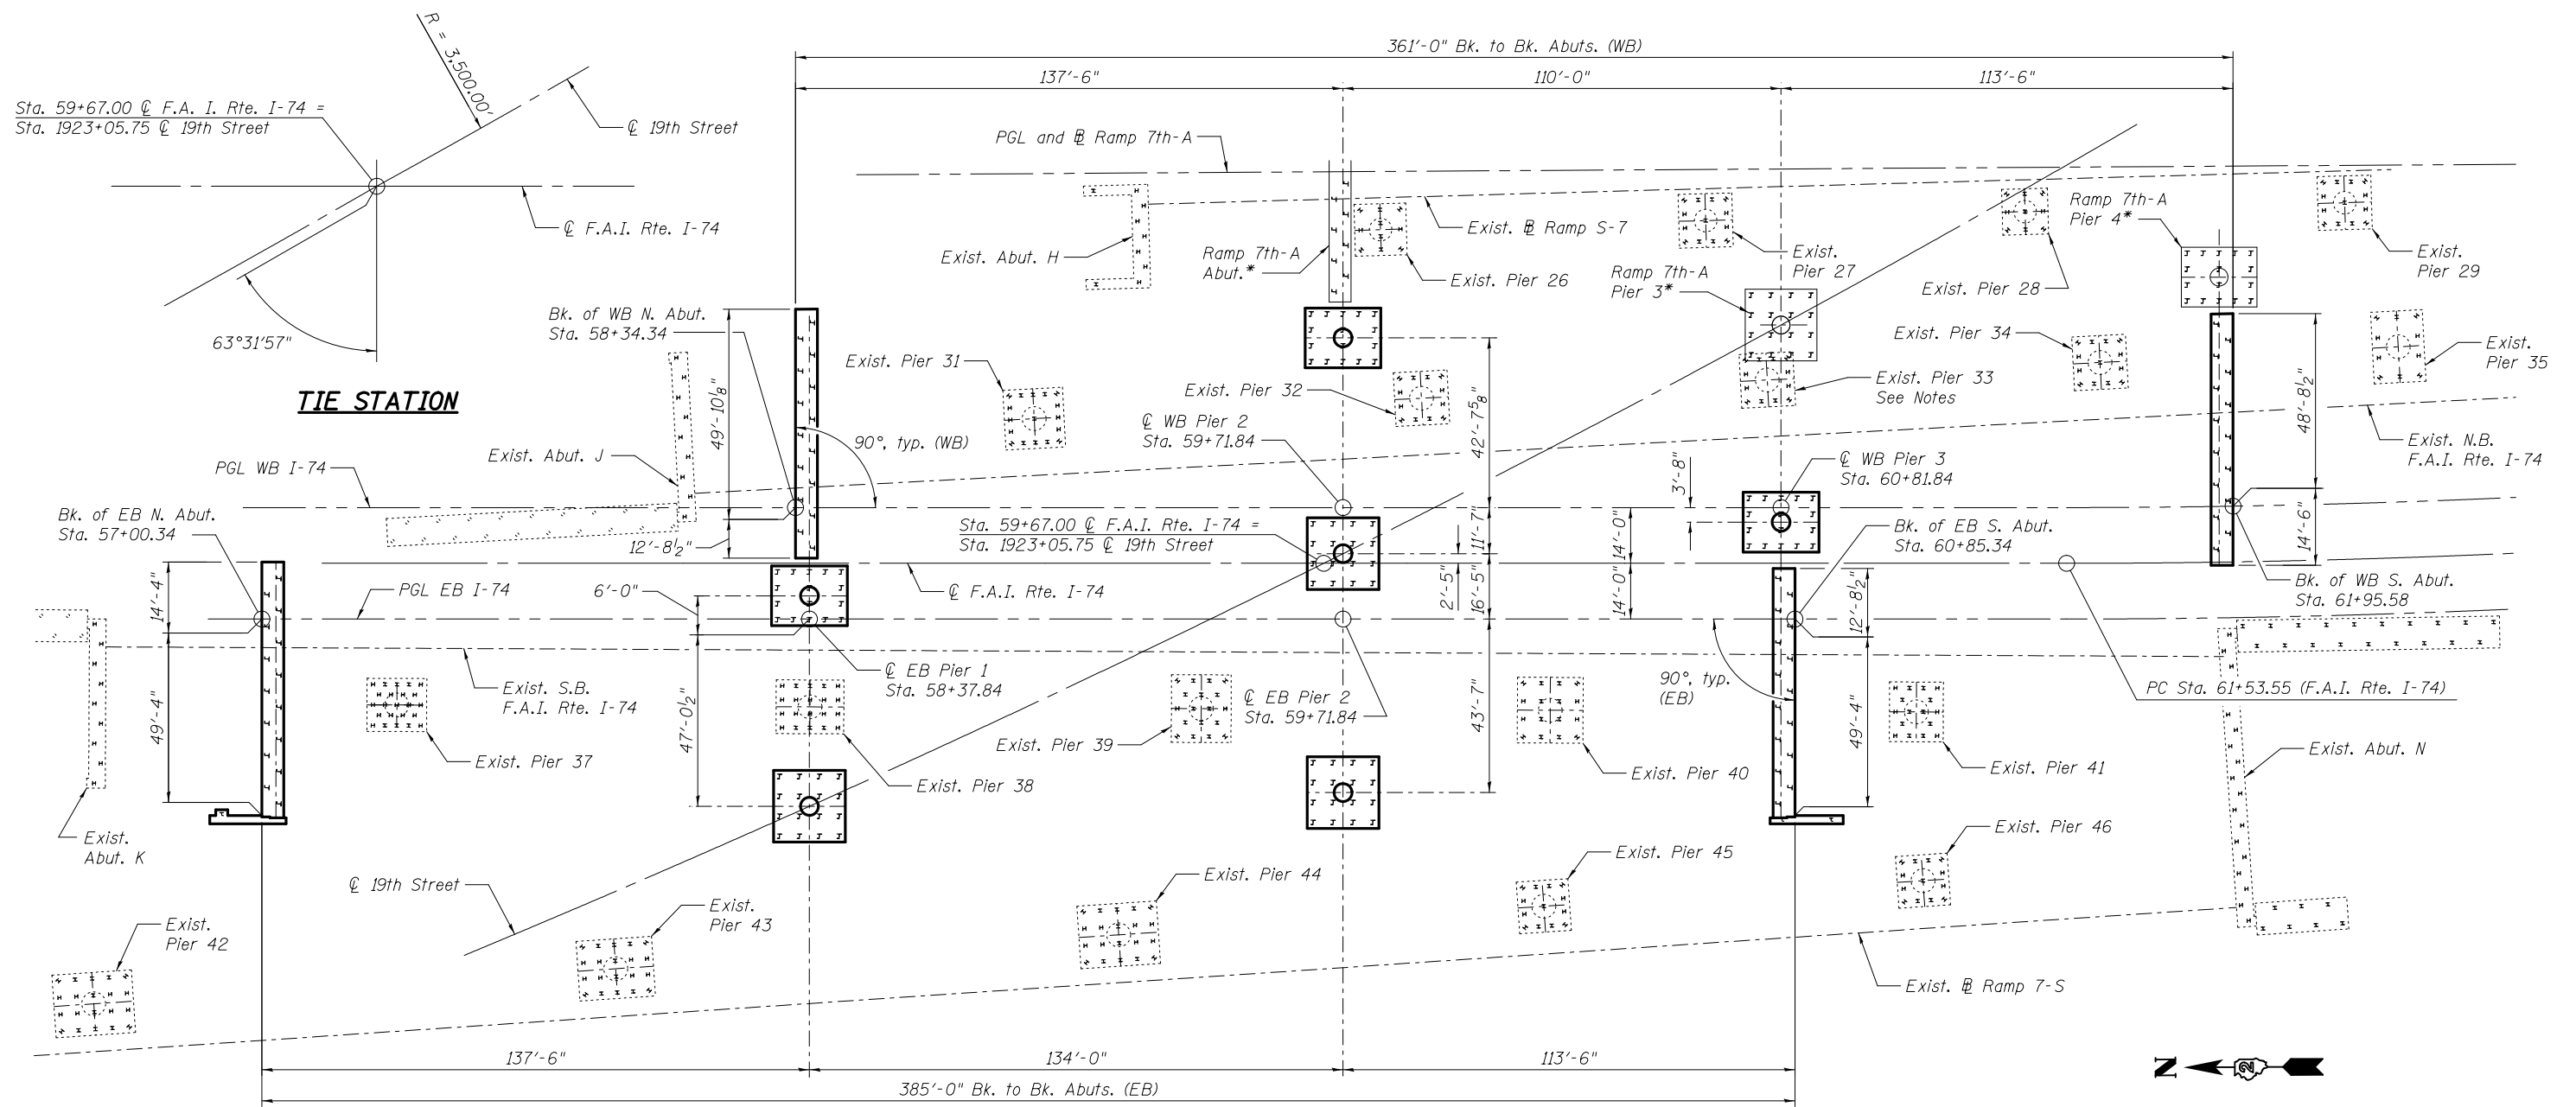 361'-0" Bk. to Bk. Abuts. (WB)
137'-6"
110'-0"
113'-6"
R = 3,500.00'
Sta. 59+67.00 ℄ F.A. I. Rte. I-74 =
Sta. 1923+05.75 ℄ 19th Street
℄ 19th Street
℄ F.A.I. Rte. I-74
63°31'57"
TIE STATION
PGL and ⅊ Ramp 7th-A
Exist. Abut. H
Ramp 7th-A
Abut.*
Exist. ⅊ Ramp S-7
Exist. Pier 26
Exist.
Pier 27
Ramp 7th-A
Pier 3*
Exist. Pier 28
Ramp 7th-A
Pier 4*
Exist.
Pier 29
Bk. of WB N. Abut.
Sta. 58+34.34
Exist. Pier 31
49'-10⅛"
90°, typ. (WB)
Exist. Pier 32
42'-7⅝"
Exist. Pier 33
See Notes
Exist. Pier 34
Exist.
Pier 35
48'-8½"
Exist. N.B.
F.A.I. Rte. I-74
℄ WB Pier 2
Sta. 59+71.84
Exist. Abut. J
PGL WB I-74
3'-8"
℄ WB Pier 3
Sta. 60+81.84
Bk. of EB N. Abut.
Sta. 57+00.34
12'-8½"
Sta. 59+67.00 ℄ F.A.I. Rte. I-74 =
Sta. 1923+05.75 ℄ 19th Street
11'-7"
14'-0"
Bk. of EB S. Abut.
Sta. 60+85.34
14'-6"
14'-4"
PGL EB I-74
6'-0"
℄ F.A.I. Rte. I-74
2'-5"
16'-5"
14'-0"
12'-8½"
Bk. of WB S. Abut.
Sta. 61+95.58
49'-4"
Exist. S.B.
F.A.I. Rte. I-74
47'-0½"
℄ EB Pier 1
Sta. 58+37.84
℄ EB Pier 2
Sta. 59+71.84
43'-7"
90°, typ.
(EB)
49'-4"
PC Sta. 61+53.55 (F.A.I. Rte. I-74)
Exist. Pier 37
Exist. Pier 38
Exist. Pier 39
Exist. Pier 40
Exist. Pier 41
Exist. Abut. N
Exist.
Abut. K
℄ 19th Street
Exist. Pier 44
Exist. Pier 45
Exist. Pier 46
Exist.
Pier 42
Exist.
Pier 43
Exist. ⅊ Ramp 7-S
137'-6"
134'-0"
113'-6"
385'-0" Bk. to Bk. Abuts. (EB)
N
2